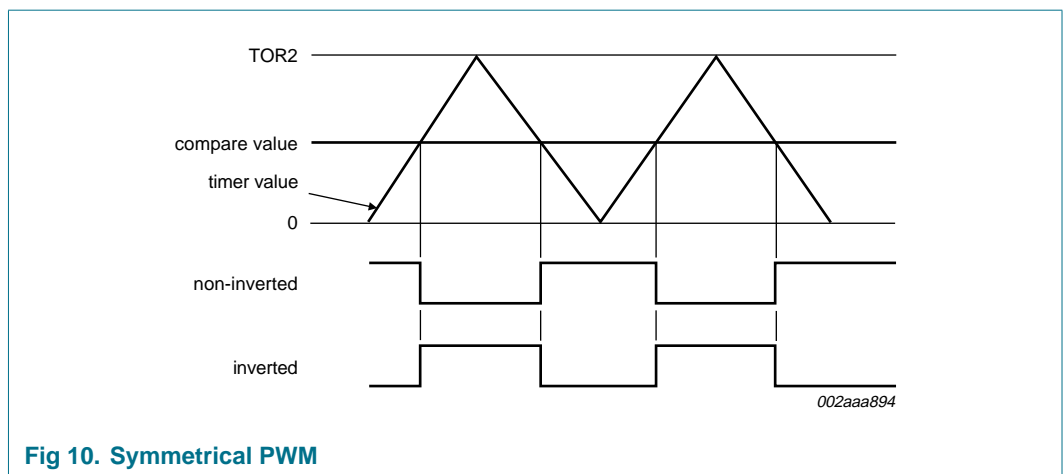 TOR2
compare value
timer value
0
non-inverted
inverted
002aaa894
Fig 10. Symmetrical PWM